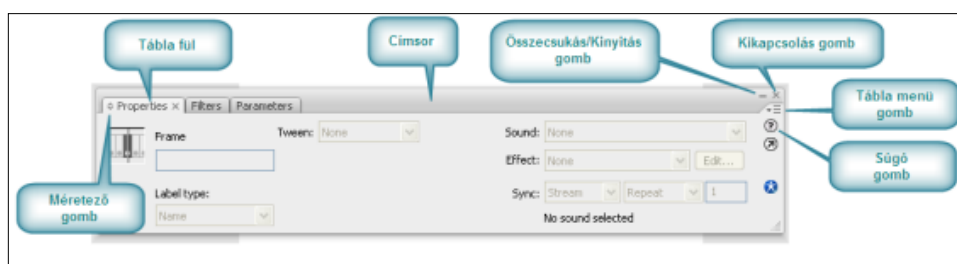 Tábla fül
Címsor
Összecsukás/Kinyitás
gomb
Kikapcsolás gomb
Properties
Filters
Parameters
Tábla menü
gomb
Frame
Tween: None
Sound: None
Effect: None
Edit...
Súgó
gomb
Méretező
gomb
Label type:
Name
Sync: Stream
Repeat
1
No sound selected